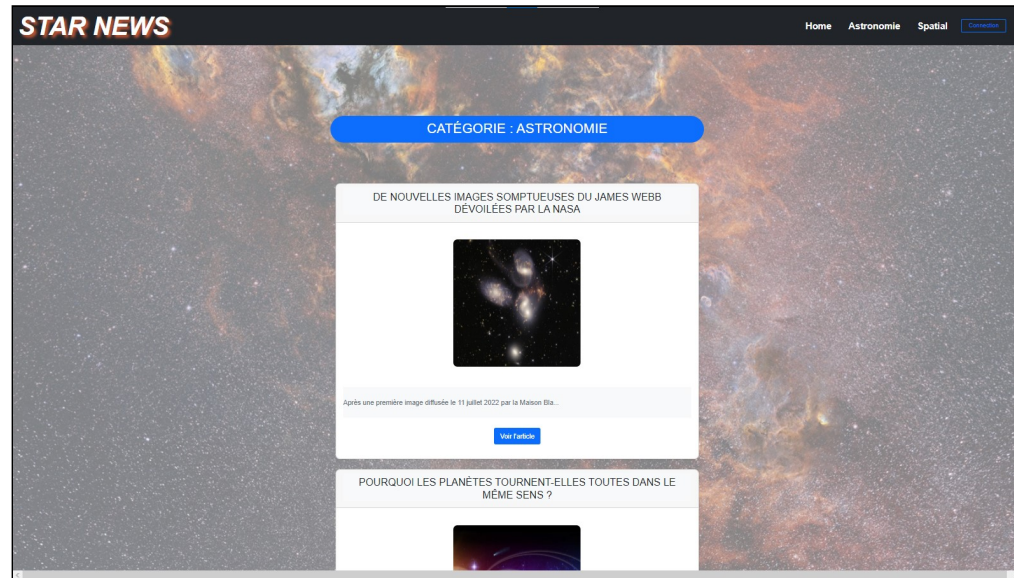 STAR NEWS
Home Astronomie Spatial Connexion
CATÉGORIE : ASTRONOMIE
DE NOUVELLES IMAGES SOMPTUEUSES DU JAMES WEBB
DÉVOILÉES PAR LA NASA
Après une première image diffusée le 11 juillet 2022 par la Maison Bla...
Voir l'article
POURQUOI LES PLANÈTES TOURNENT-ELLES TOUTES DANS LE
MÊME SENS ?